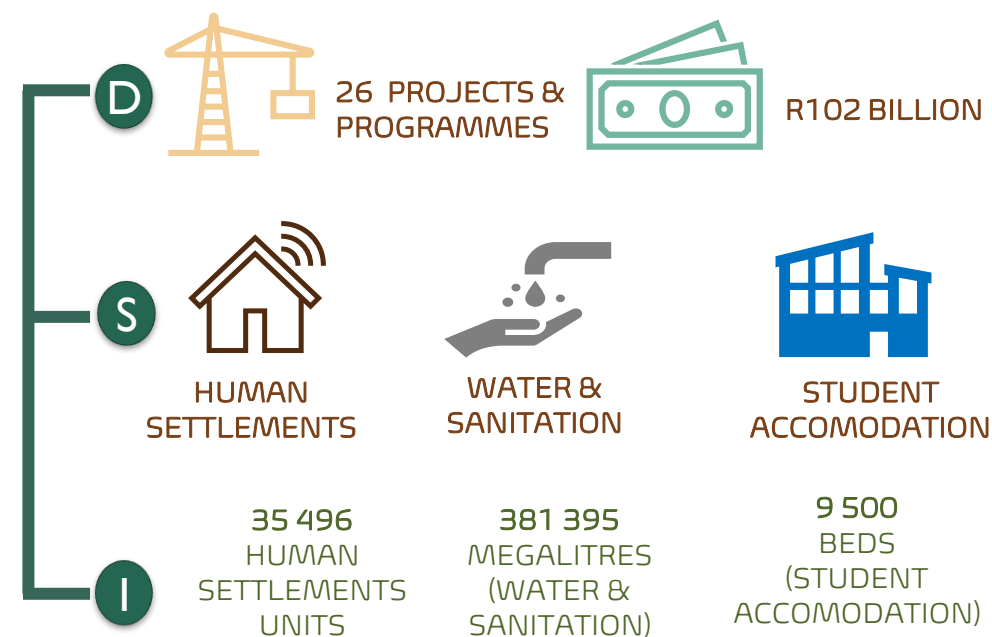 D
26 PROJECTS &
PROGRAMMES
R102 BILLION
S
HUMAN
SETTLEMENTS
WATER &
SANITATION
STUDENT
ACCOMODATION
I
35 496
HUMAN
SETTLEMENTS
UNITS
381 395
MEGALITRES
(WATER &
SANITATION)
9 500
BEDS
(STUDENT
ACCOMODATION)